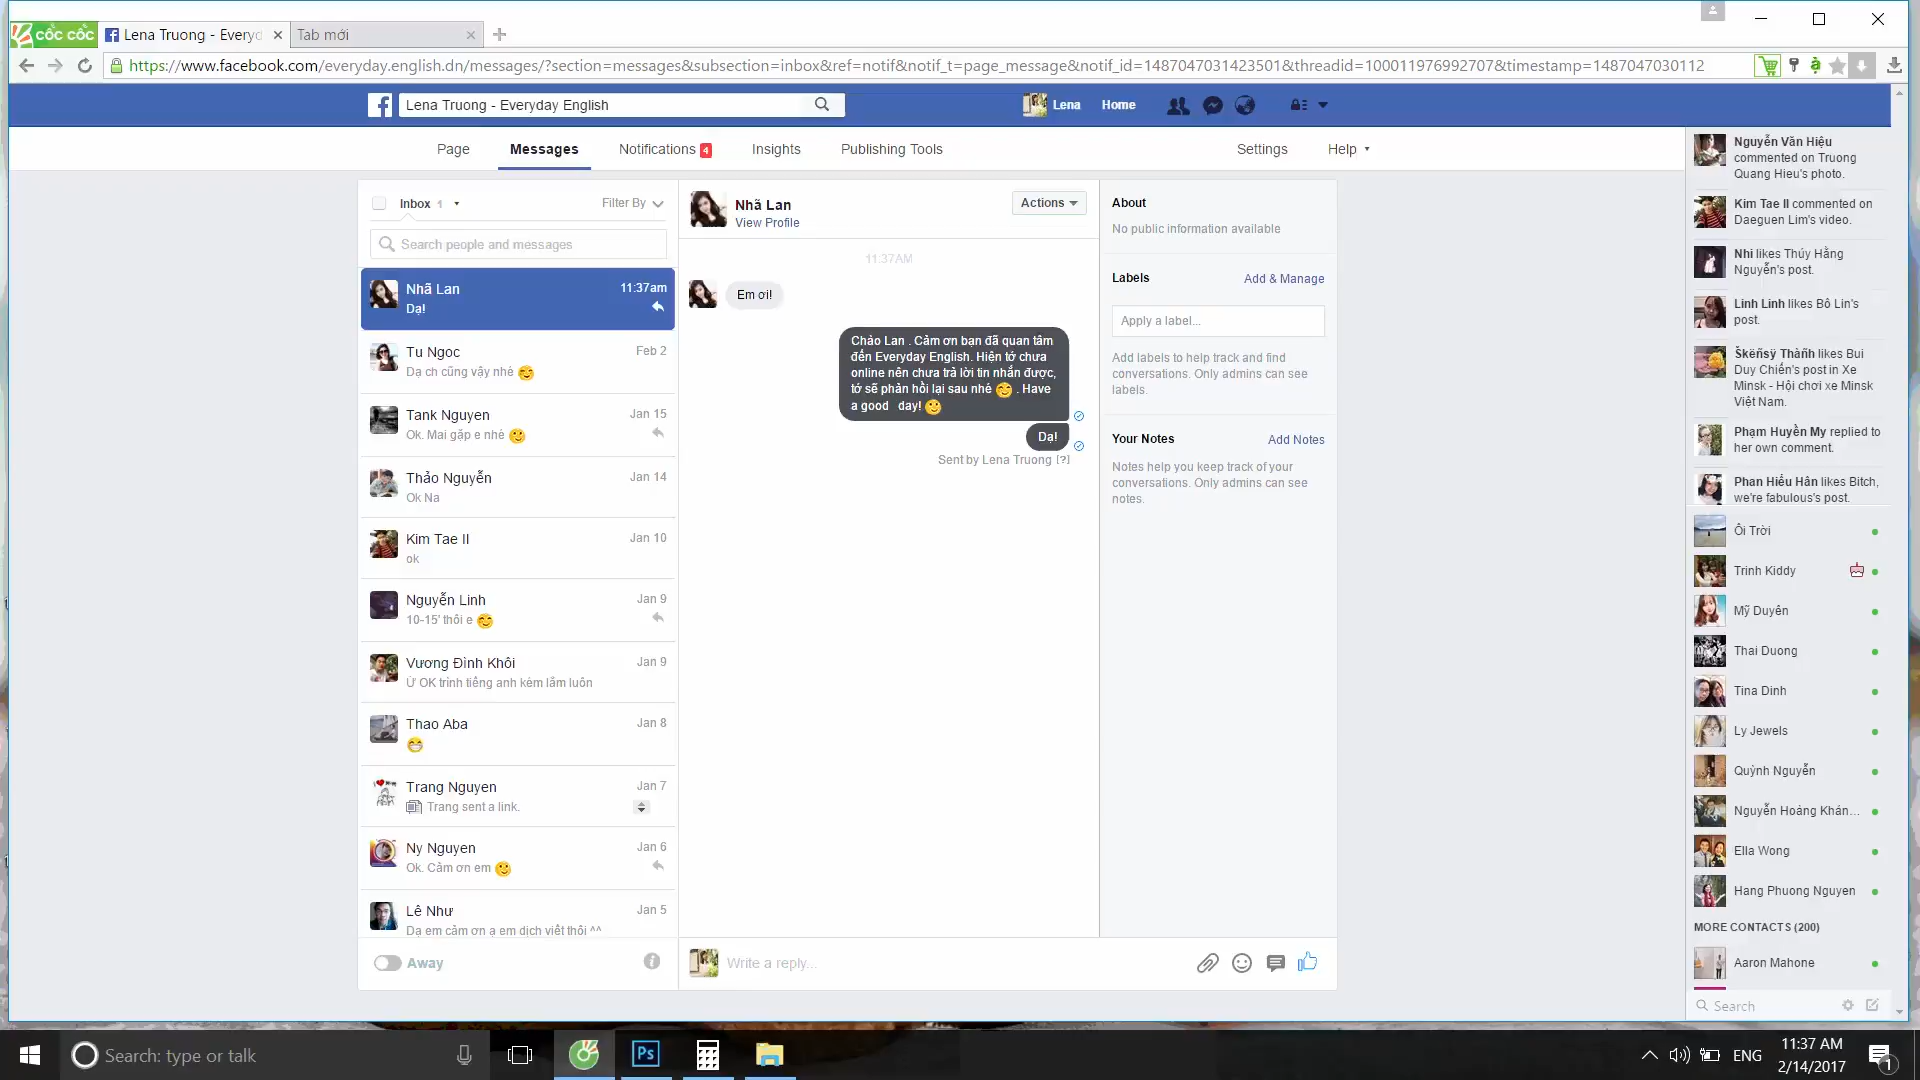 cốc cốc
Lena Truong - Everyd
Tab mới
https://www.facebook.com/everyday.english.dn/messages/?section=messages&subsection=inbox&ref=notif&notif_t=page_message&notif_id=1487047031423501&threadid=100011976992707&timestamp=1487047030112
Lena Truong - Everyday English
Lena
Home
Page
Messages
Notifications 4
Insights
Publishing Tools
Settings
Help
Inbox 1
Filter By
Search people and messages
Nhã Lan 11:37am
Dạ!
Tu Ngoc Feb 2
Dạ ch cũng vậy nhé 😊
Tank Nguyen Jan 15
Ok. Mai gặp e nhé 🙂
Thảo Nguyễn Jan 14
Ok Na
Kim Tae Il Jan 10
ok
Nguyễn Linh Jan 9
10-15' thôi e 😊
Vương Đình Khôi Jan 9
Ừ OK trình tiếng anh kém lắm luôn
Thao Aba Jan 8
😁
Trang Nguyen Jan 7
Trang sent a link.
Ny Nguyen Jan 6
Ok. Cảm ơn em 🙂
Lê Như Jan 5
Dạ em cảm ơn ạ em dịch viết thôi ^^
Away
Nhã Lan
View Profile
Actions
11:37AM
Em ơi!
Chào Lan . Cảm ơn bạn đã quan tâm
đến Everyday English. Hiện tớ chưa
online nên chưa trả lời tin nhắn được,
tớ sẽ phản hồi lại sau nhé 😊 . Have
a good day! 🙂
Dạ!
Sent by Lena Truong [?]
Write a reply...
About
No public information available
Labels
Add & Manage
Apply a label...
Add labels to help track and find
conversations. Only admins can see
labels.
Your Notes
Add Notes
Notes help you keep track of your
conversations. Only admins can see
notes.
Nguyễn Văn Hiệu
commented on Truong
Quang Hieu's photo.
Kim Tae Il commented on
Daeguen Lim's video.
Nhi likes Thúy Hằng
Nguyễn's post.
Linh Linh likes Bô Lin's
post.
Škëñsÿ Thàñh likes Bui
Duy Chiến's post in Xe
Minsk - Hội chơi xe Minsk
Việt Nam.
Phạm Huyền My replied to
her own comment.
Phan Hiếu Hân likes Bitch,
we're fabulous's post.
Ôi Trời
Trinh Kiddy
Mỹ Duyên
Thai Duong
Tina Dinh
Ly Jewels
Quỳnh Nguyễn
Nguyễn Hoáng Khán...
Ella Wong
Hang Phuong Nguyen
MORE CONTACTS (200)
Aaron Mahone
Search
Search: type or talk
Ps
ENG
11:37 AM
2/14/2017
1